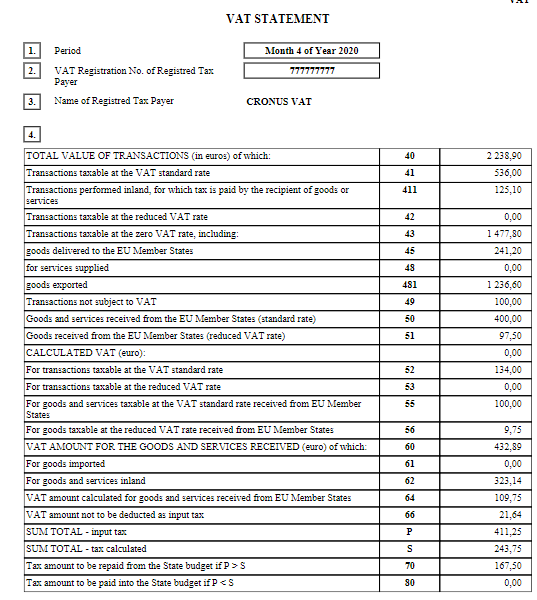 VAT
VAT STATEMENT
1. Period Month 4 of Year 2020
2. VAT Registration No. of Registred Tax 777777777
Payer
3. Name of Registred Tax Payer CRONUS VAT
4.
TOTAL VALUE OF TRANSACTIONS (in euros) of which: 40 2 238,90
Transactions taxable at the VAT standard rate 41 536,00
Transactions performed inland, for which tax is paid by the recipient of goods or 411 125,10
services
Transactions taxable at the reduced VAT rate 42 0,00
Transactions taxable at the zero VAT rate, including: 43 1 477,80
goods delivered to the EU Member States 45 241,20
for services supplied 48 0,00
goods exported 481 1 236,60
Transactions not subject to VAT 49 100,00
Goods and services received from the EU Member States (standard rate) 50 400,00
Goods received from the EU Member States (reduced VAT rate) 51 97,50
CALCULATED VAT (euro): 0,00
For transactions taxable at the VAT standard rate 52 134,00
For transactions taxable at the reduced VAT rate 53 0,00
For goods and services taxable at the VAT standard rate received from EU Member 55 100,00
States
For goods taxable at the reduced VAT rate received from EU Member States 56 9,75
VAT AMOUNT FOR THE GOODS AND SERVICES RECEIVED (euro) of which: 60 432,89
For goods imported 61 0,00
For goods and services inland 62 323,14
VAT amount calculated for goods and services received from EU Member States 64 109,75
VAT amount not to be deducted as input tax 66 21,64
SUM TOTAL - input tax P 411,25
SUM TOTAL - tax calculated S 243,75
Tax amount to be repaid from the State budget if P > S 70 167,50
Tax amount to be paid into the State budget if P < S 80 0,00